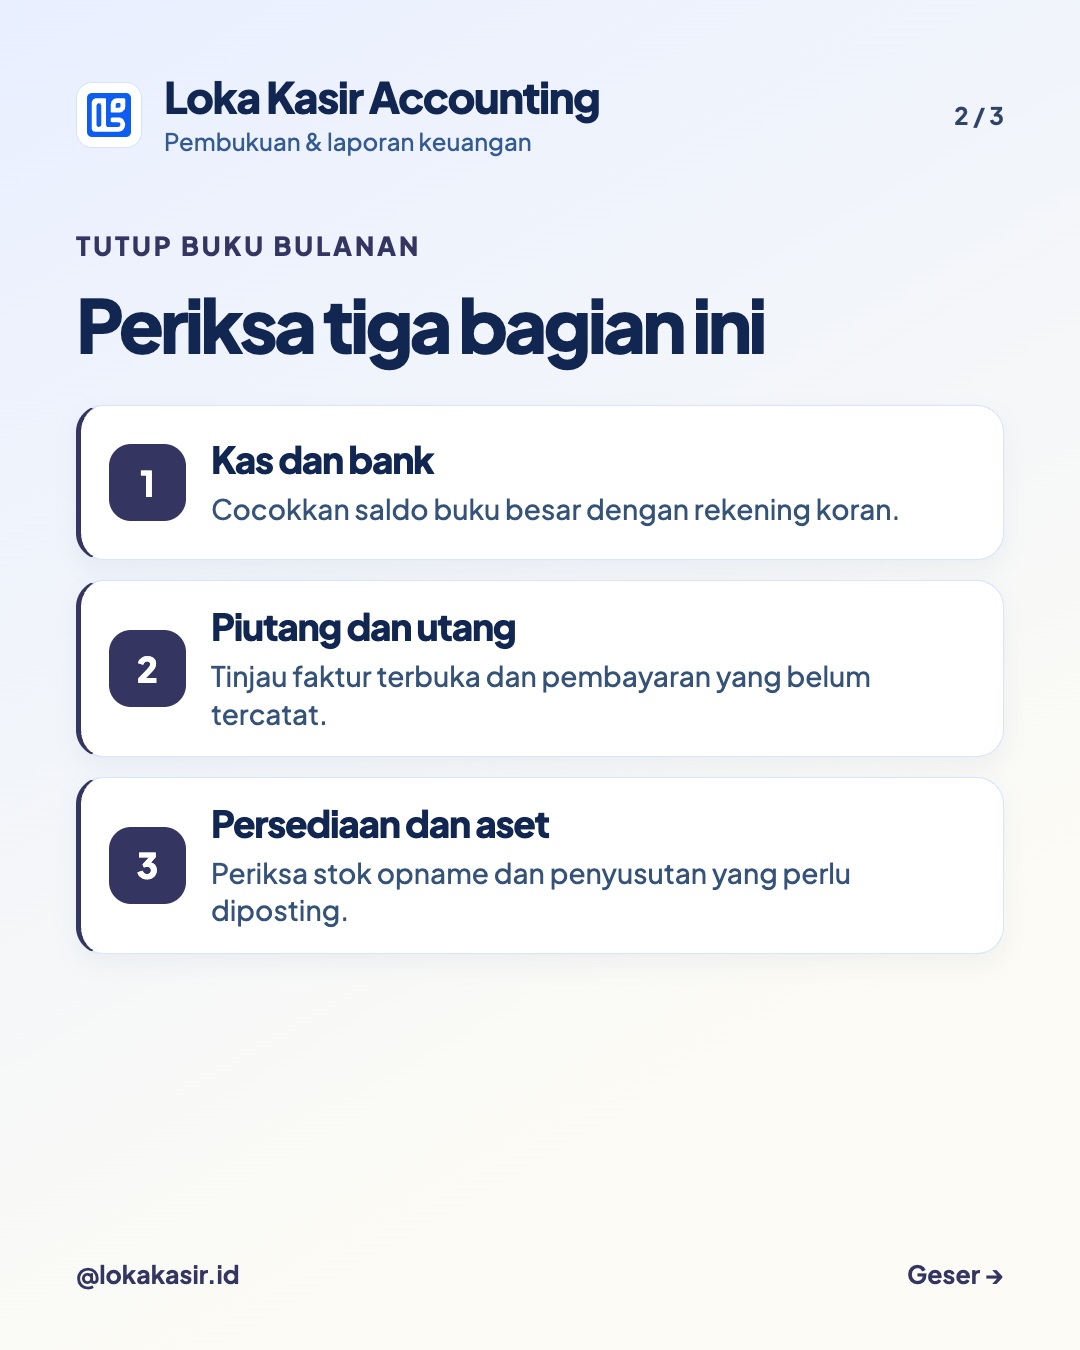 Loka Kasir Accounting
Pembukuan & laporan keuangan
2 / 3
TUTUP BUKU BULANAN
Periksa tiga bagian ini
1
Kas dan bank
Cocokkan saldo buku besar dengan rekening koran.
2
Piutang dan utang
Tinjau faktur terbuka dan pembayaran yang belum
tercatat.
3
Persediaan dan aset
Periksa stok opname dan penyusutan yang perlu
diposting.
@lokakasir.id
Geser →